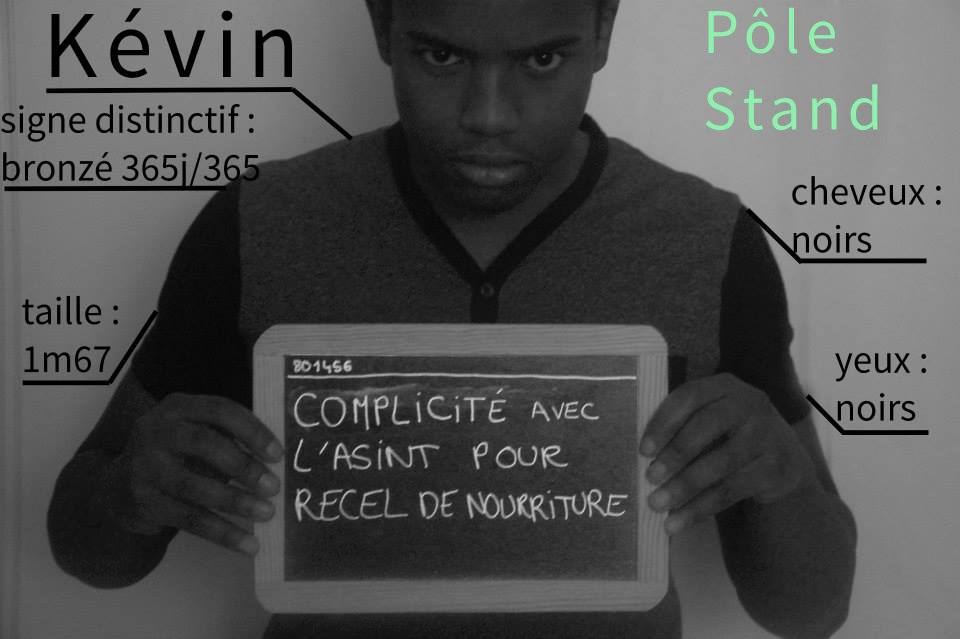 Kévin
signe distinctif :
bronzé 365j/365
taille :
1m67
Pôle
Stand
cheveux :
noirs
yeux :
noirs
801456
COMPLiCiTÉ AVEC
L'ASiNT POUR
RECEL DE NOURRiTURE